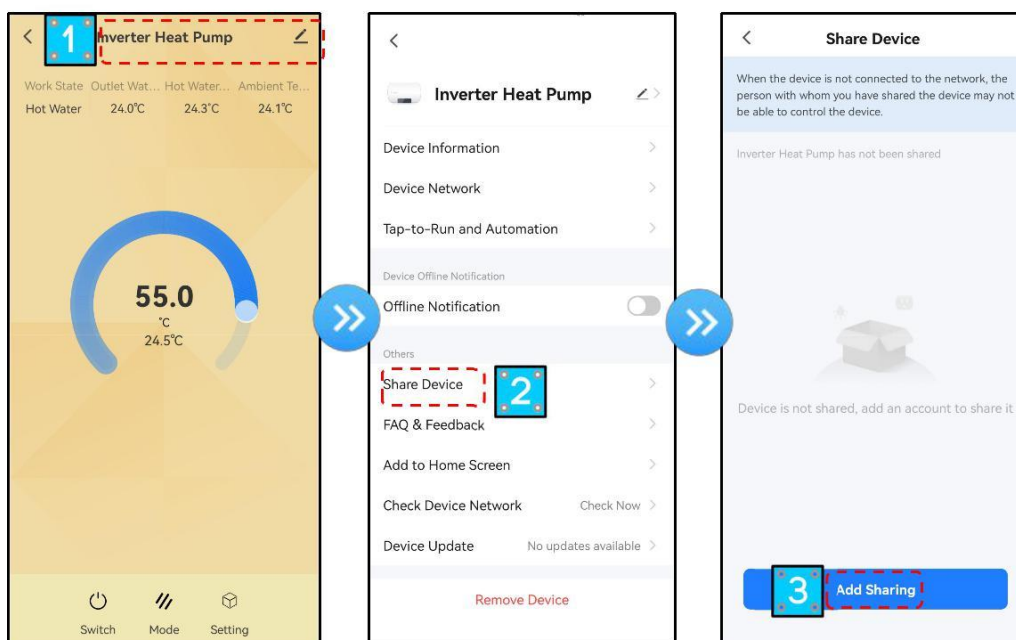 1
Inverter Heat Pump
Work State Outlet Wat... Hot Water... Ambient Te...
Hot Water 24.0°C 24.3°C 24.1°C
55.0
°C
24.5°C
Switch Mode Setting
Inverter Heat Pump
Device Information
Device Network
Tap-to-Run and Automation
Device Offline Notification
Offline Notification
Others
Share Device
2
FAQ & Feedback
Add to Home Screen
Check Device Network Check Now
Device Update No updates available
Remove Device
Share Device
When the device is not connected to the network, the
person with whom you have shared the device may not
be able to control the device.
Inverter Heat Pump has not been shared
Device is not shared, add an account to share it
3
Add Sharing